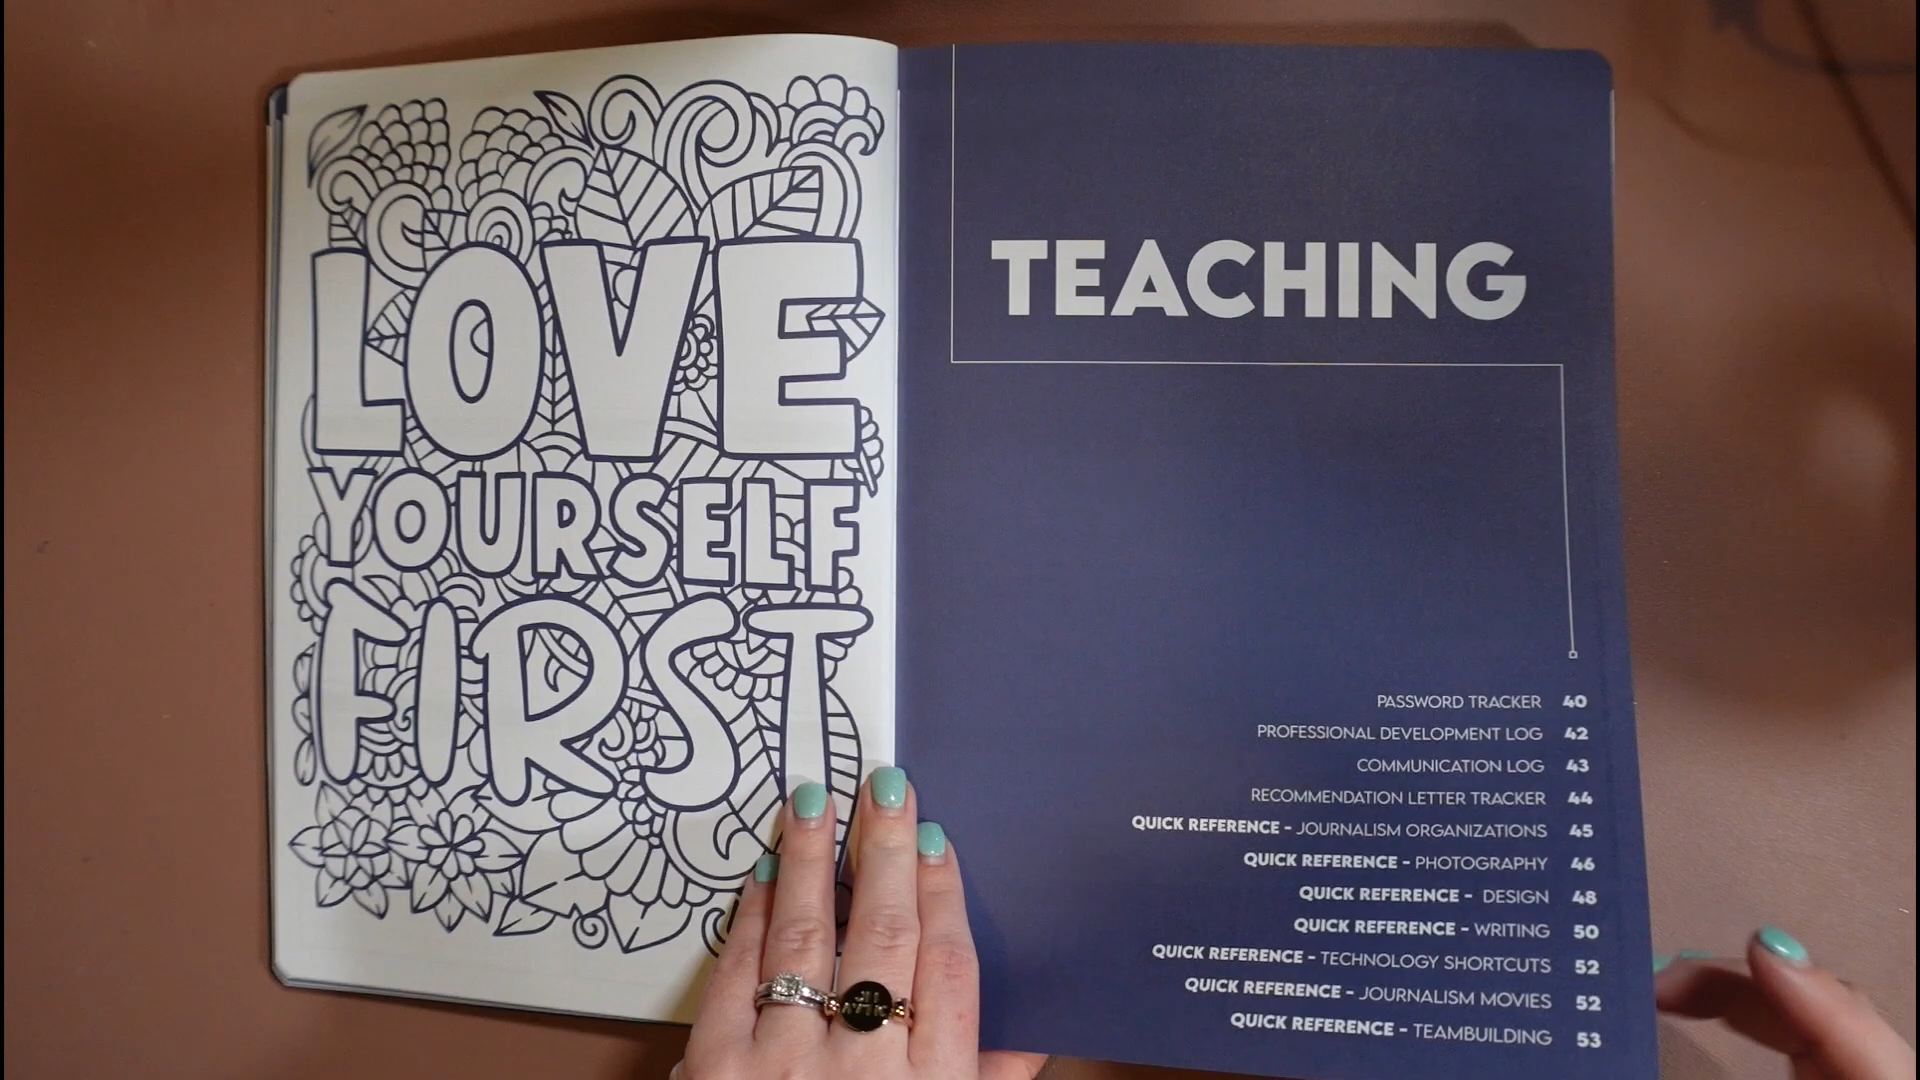 LOVE
YOURSELF
FIRST
TEACHING
PASSWORD TRACKER 40
PROFESSIONAL DEVELOPMENT LOG 42
COMMUNICATION LOG 43
RECOMMENDATION LETTER TRACKER 44
QUICK REFERENCE - JOURNALISM ORGANIZATIONS 45
QUICK REFERENCE - PHOTOGRAPHY 46
QUICK REFERENCE - DESIGN 48
QUICK REFERENCE - WRITING 50
QUICK REFERENCE - TECHNOLOGY SHORTCUTS 52
QUICK REFERENCE - JOURNALISM MOVIES 52
QUICK REFERENCE - TEAMBUILDING 53